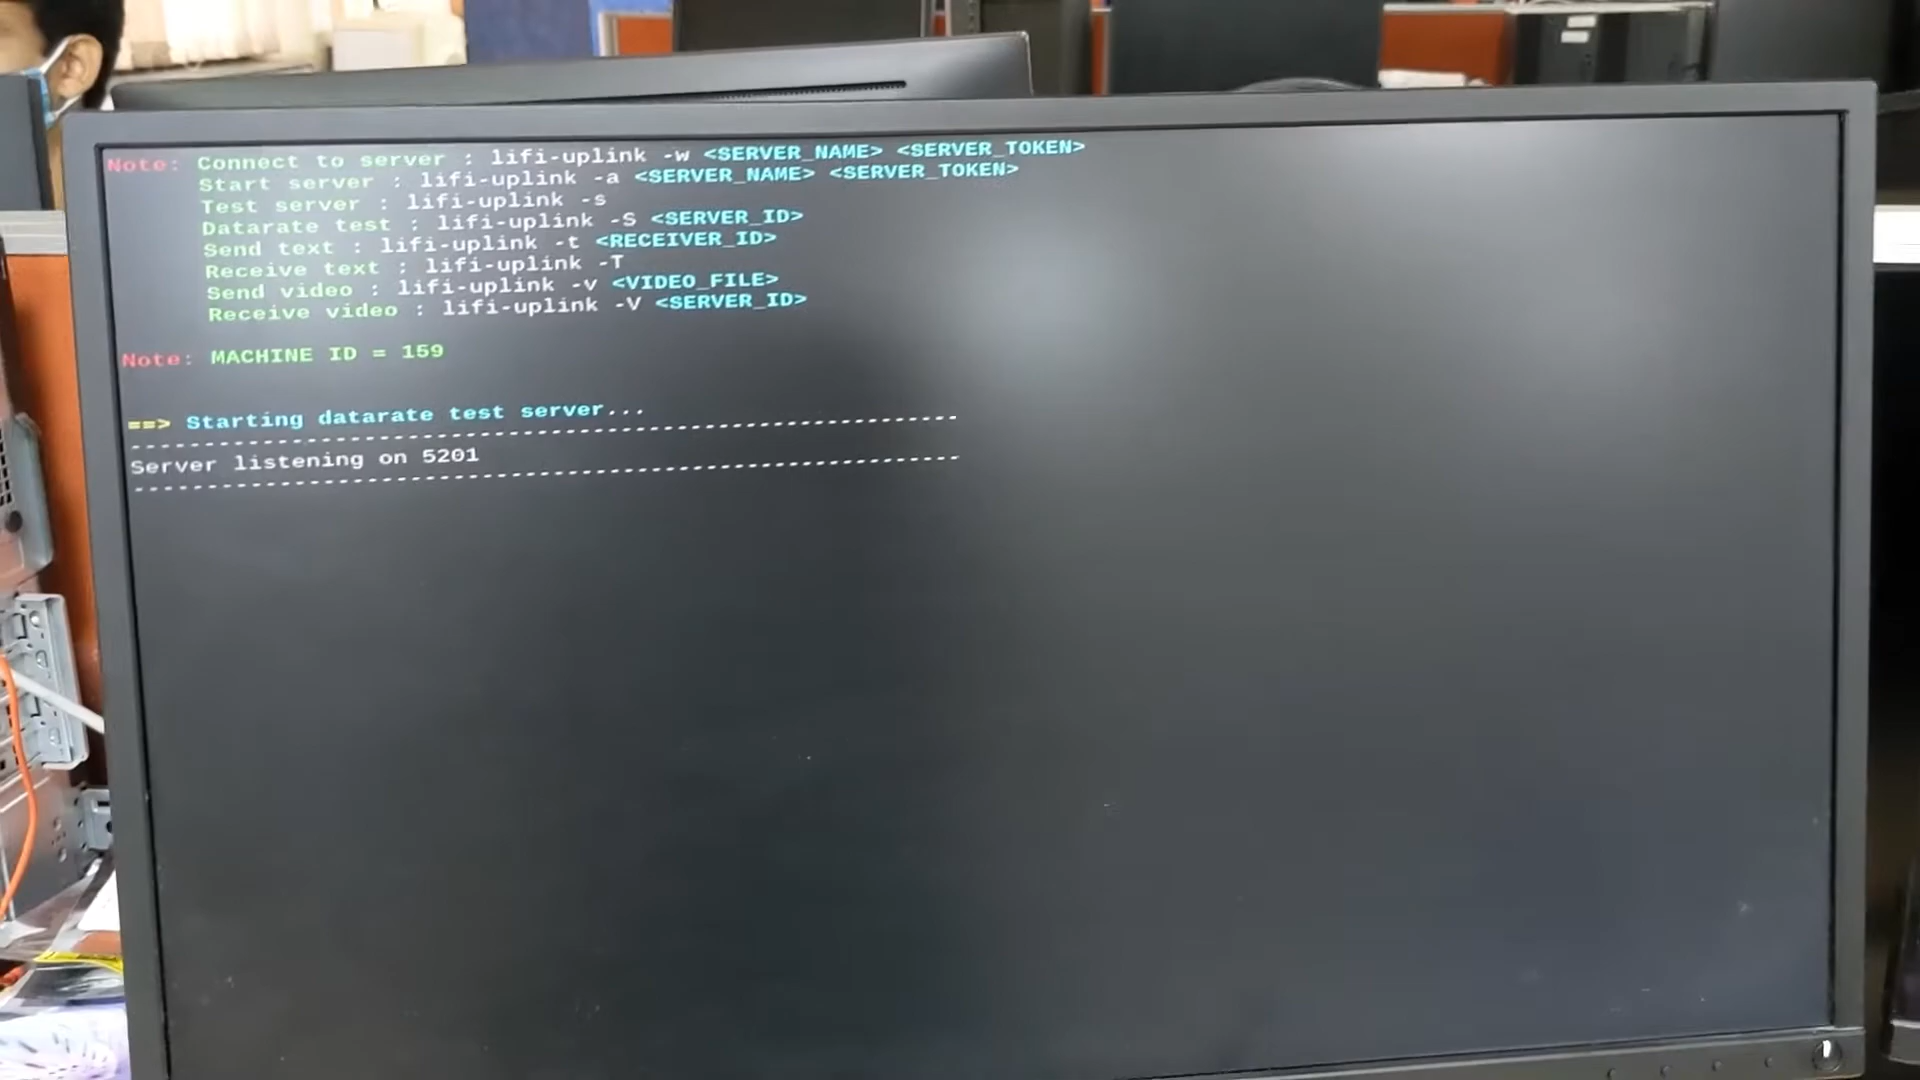 Note: Connect to server : lifi-uplink -w <SERVER_NAME> <SERVER_TOKEN>
Start server : lifi-uplink -a <SERVER_NAME> <SERVER_TOKEN>
Test server : lifi-uplink -s
Datarate test : lifi-uplink -S <SERVER_ID>
Send text : lifi-uplink -t <RECEIVER_ID>
Receive text : lifi-uplink -T
Send video : lifi-uplink -v <VIDEO_FILE>
Receive video : lifi-uplink -V <SERVER_ID>
Note: MACHINE ID = 159
==> Starting datarate test server...
-----------------------------------------------------------
Server listening on 5201
-----------------------------------------------------------